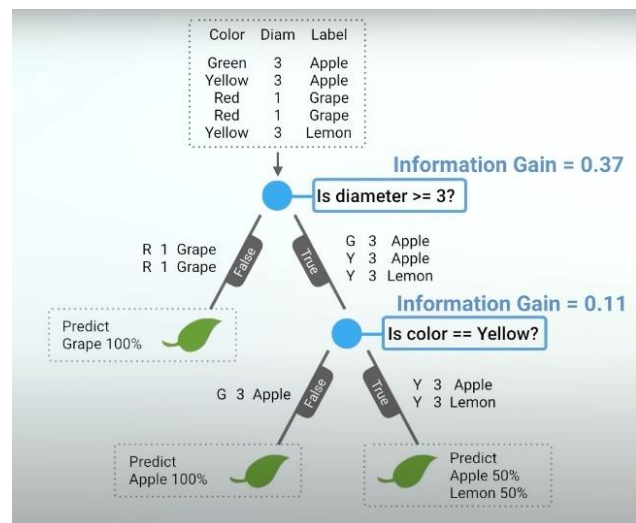 Color Diam Label
Green 3 Apple
Yellow 3 Apple
Red 1 Grape
Red 1 Grape
Yellow 3 Lemon
Information Gain = 0.37
Is diameter >= 3?
R 1 Grape
R 1 Grape
False
True
G 3 Apple
Y 3 Apple
Y 3 Lemon
Information Gain = 0.11
Predict
Grape 100%
Is color == Yellow?
G 3 Apple
False
True
Y 3 Apple
Y 3 Lemon
Predict
Apple 100%
Predict
Apple 50%
Lemon 50%